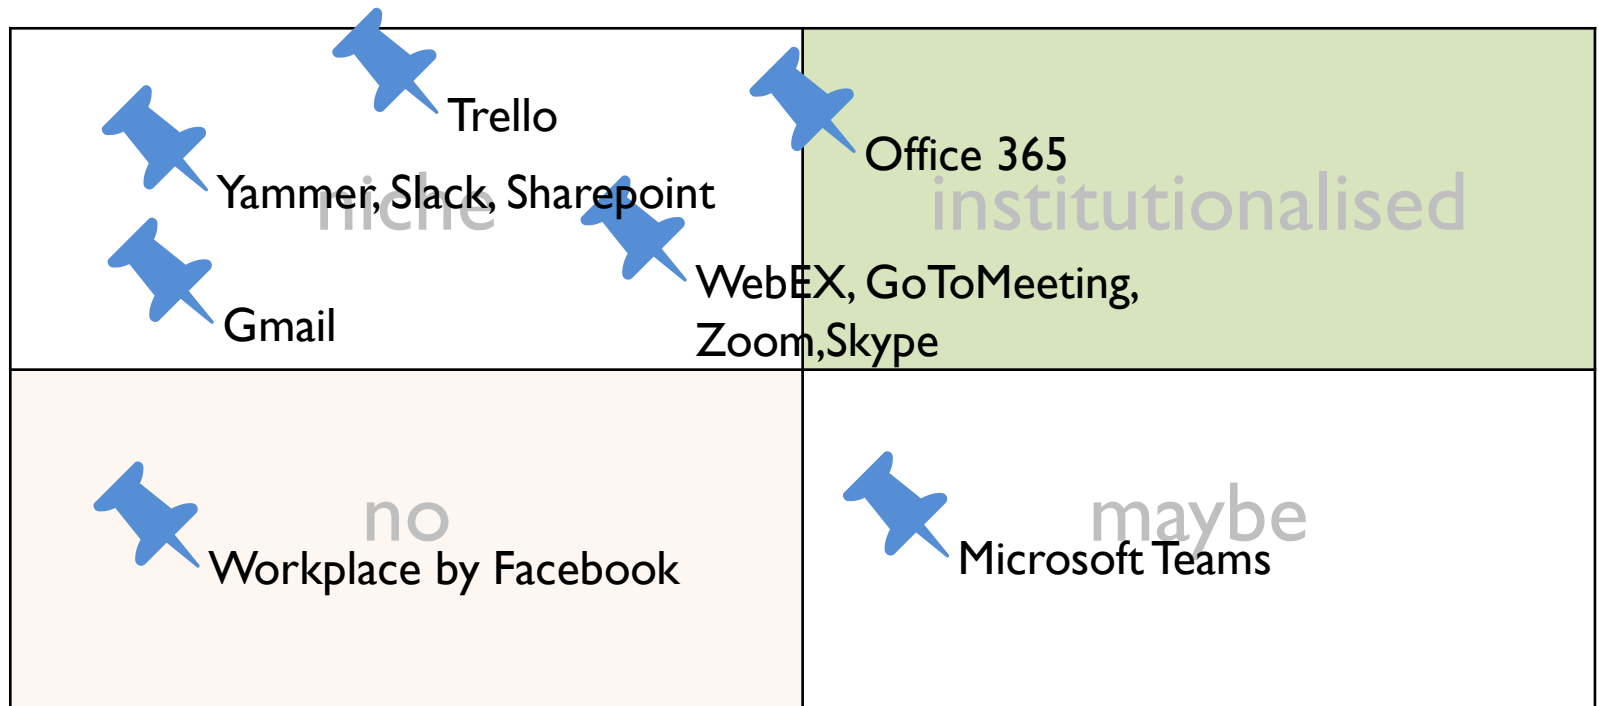 Trello
Office 365
Yammer, Slack, Sharepoint
niche
institutionalised
WebEX, GoToMeeting,
Zoom,Skype
Gmail
no
maybe
Workplace by Facebook
Microsoft Teams